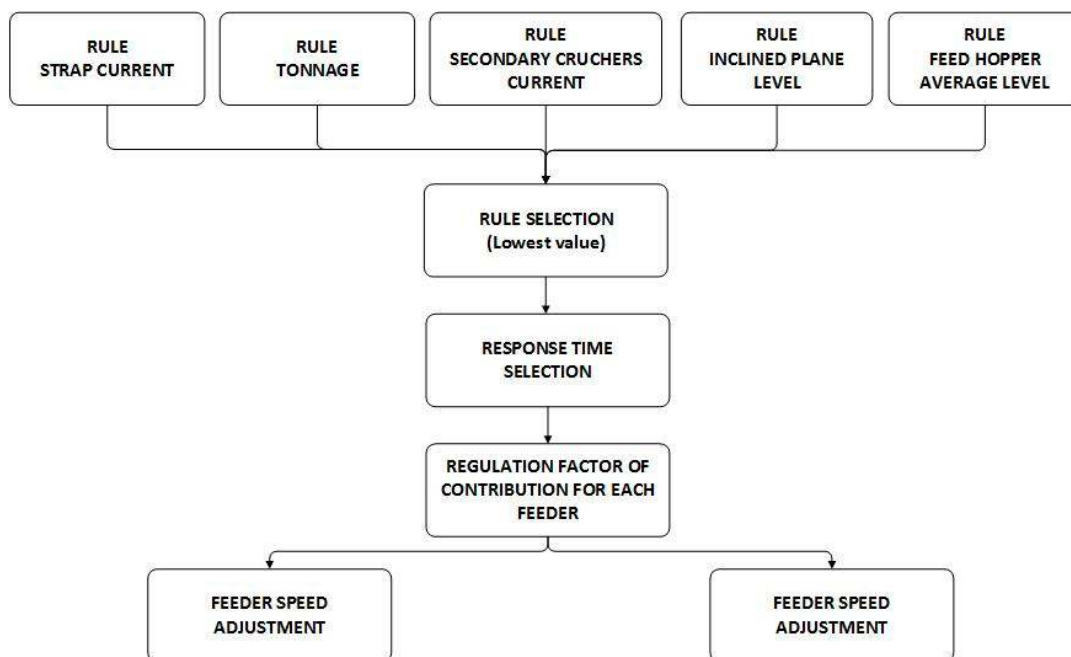 RULE
STRAP CURRENT
RULE
TONNAGE
RULE
SECONDARY CRUCHERS
CURRENT
RULE
INCLINED PLANE
LEVEL
RULE
FEED HOPPER
AVERAGE LEVEL
RULE SELECTION
(Lowest value)
RESPONSE TIME
SELECTION
REGULATION FACTOR OF
CONTRIBUTION FOR EACH
FEEDER
FEEDER SPEED
ADJUSTMENT
FEEDER SPEED
ADJUSTMENT